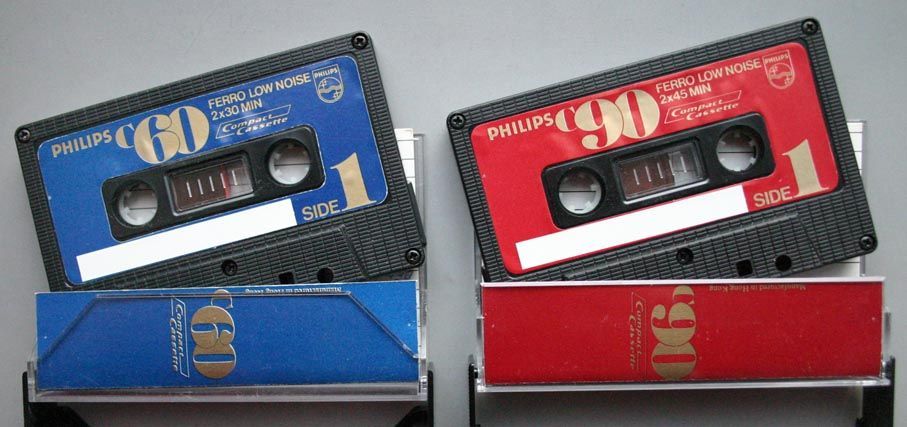 PHILIPS C60 FERRO LOW NOISE
2x30 MIN
Compact
Cassette
PHILIPS
SIDE 1
Manufactured in Hong Kong
C60
Compact
Cassette
PHILIPS C90 FERRO LOW NOISE
2x45 MIN
Compact
Cassette
PHILIPS
SIDE 1
Manufactured in Hong Kong
C90
Compact
Cassette